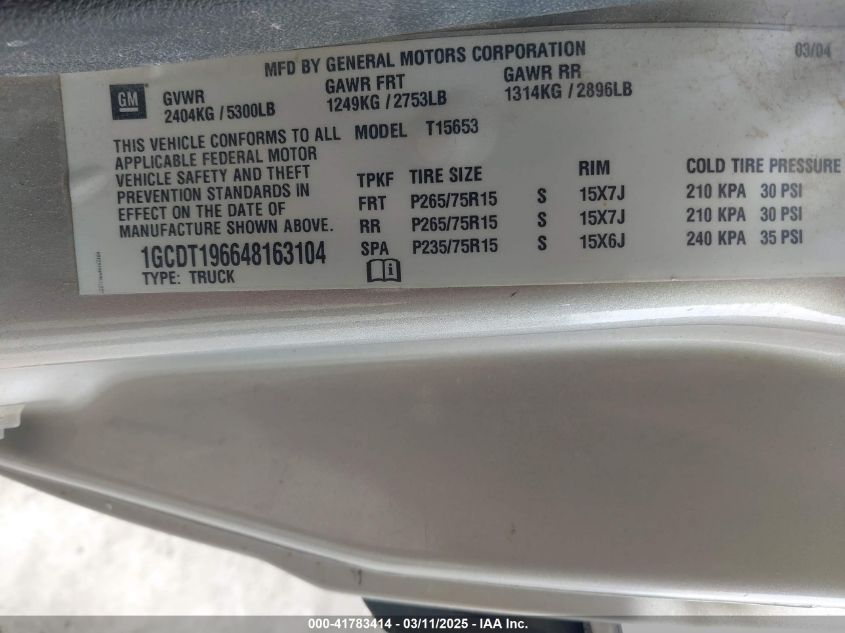 MFD BY GENERAL MOTORS CORPORATION 03/04
GM
GVWR GAWR FRT GAWR RR
2404KG / 5300LB 1249KG / 2753LB 1314KG / 2896LB
THIS VEHICLE CONFORMS TO ALL MODEL T15653
APPLICABLE FEDERAL MOTOR
VEHICLE SAFETY AND THEFT
PREVENTION STANDARDS IN
EFFECT ON THE DATE OF
MANUFACTURE SHOWN ABOVE.
TPKF TIRE SIZE RIM COLD TIRE PRESSURE
FRT P265/75R15 S 15X7J 210 KPA 30 PSI
RR P265/75R15 S 15X7J 210 KPA 30 PSI
SPA P235/75R15 S 15X6J 240 KPA 35 PSI
1GCDT196648163104
TYPE: TRUCK
000-41783414 - 03/11/2025 - IAA Inc.